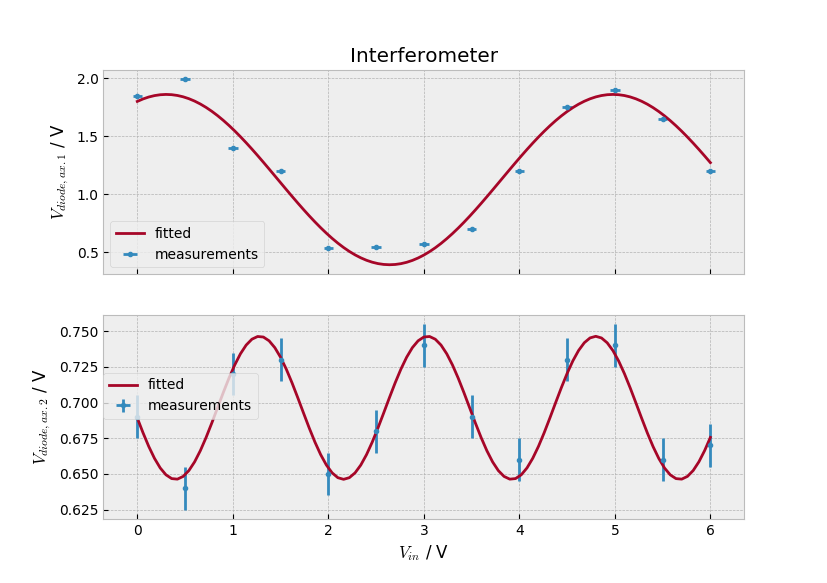 Interferometer
V_{diode, ax. 1} / V
2.0
1.5
1.0
0.5
fitted
measurements
V_{diode, ax. 2} / V
0.750
0.725
0.700
0.675
0.650
0.625
fitted
measurements
0 1 2 3 4 5 6
V_{in} / V